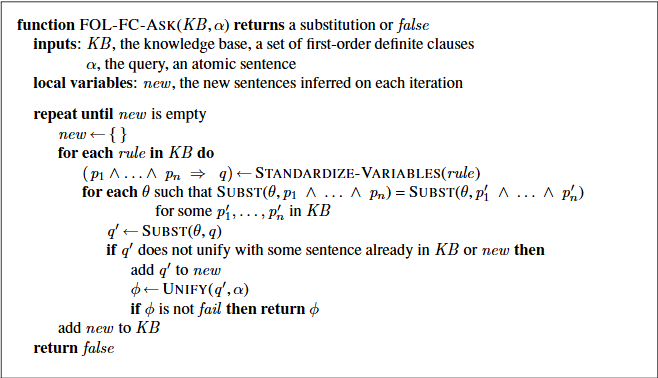 function FOL-FC-ASK(KB, α) returns a substitution or false
inputs: KB, the knowledge base, a set of first-order definite clauses
α, the query, an atomic sentence
local variables: new, the new sentences inferred on each iteration
repeat until new is empty
new ← { }
for each rule in KB do
(p₁ ∧ . . . ∧ pₙ ⇒ q) ← STANDARDIZE-VARIABLES(rule)
for each θ such that SUBST(θ, p₁ ∧ . . . ∧ pₙ) = SUBST(θ, p′₁ ∧ . . . ∧ p′ₙ)
for some p′₁, . . . , p′ₙ in KB
q′ ← SUBST(θ, q)
if q′ does not unify with some sentence already in KB or new then
add q′ to new
φ ← UNIFY(q′, α)
if φ is not fail then return φ
add new to KB
return false